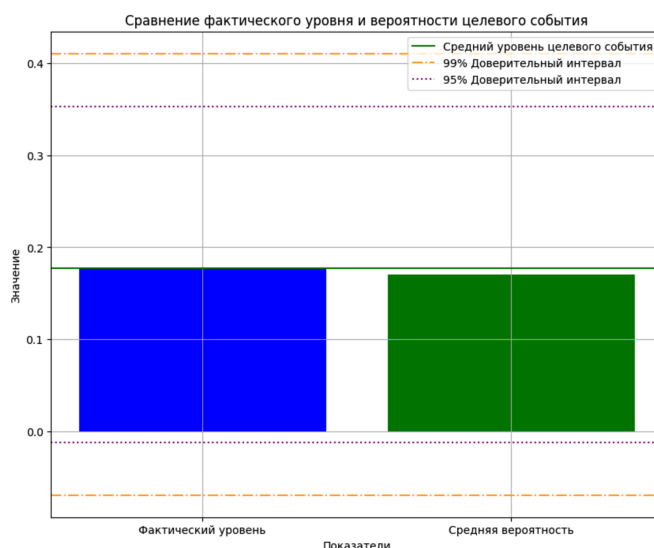 Сравнение фактического уровня и вероятности целевого события
Средний уровень целевого события
99% Доверительный интервал
95% Доверительный интервал
Значение
0.4
0.3
0.2
0.1
0.0
Фактический уровень
Средняя вероятность
Показатели